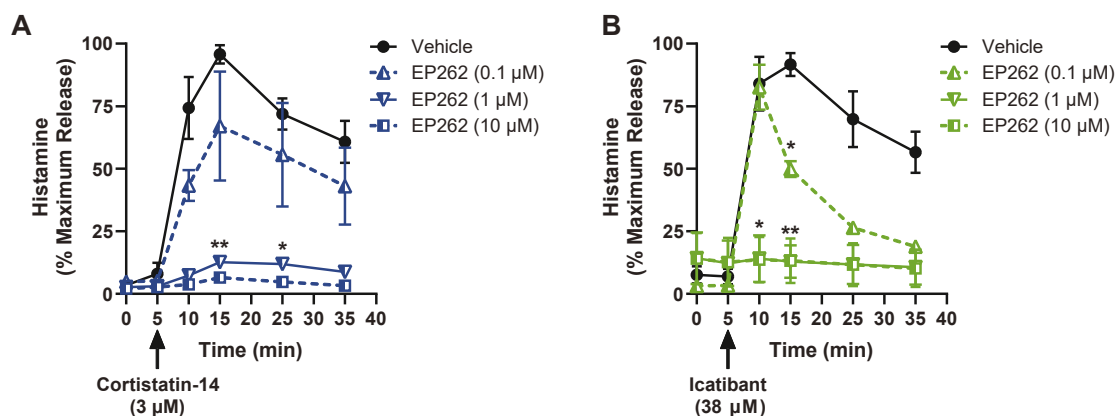 A
Histamine
(% Maximum Release)
100
75
50
25
0
** *
0 5 10 15 20 25 30 35 40
Time (min)
Cortistatin-14
(3 µM)
Vehicle
EP262 (0.1 µM)
EP262 (1 µM)
EP262 (10 µM)
B
Histamine
(% Maximum Release)
100
75
50
25
0
*
* **
0 5 10 15 20 25 30 35 40
Time (min)
Icatibant
(38 µM)
Vehicle
EP262 (0.1 µM)
EP262 (1 µM)
EP262 (10 µM)